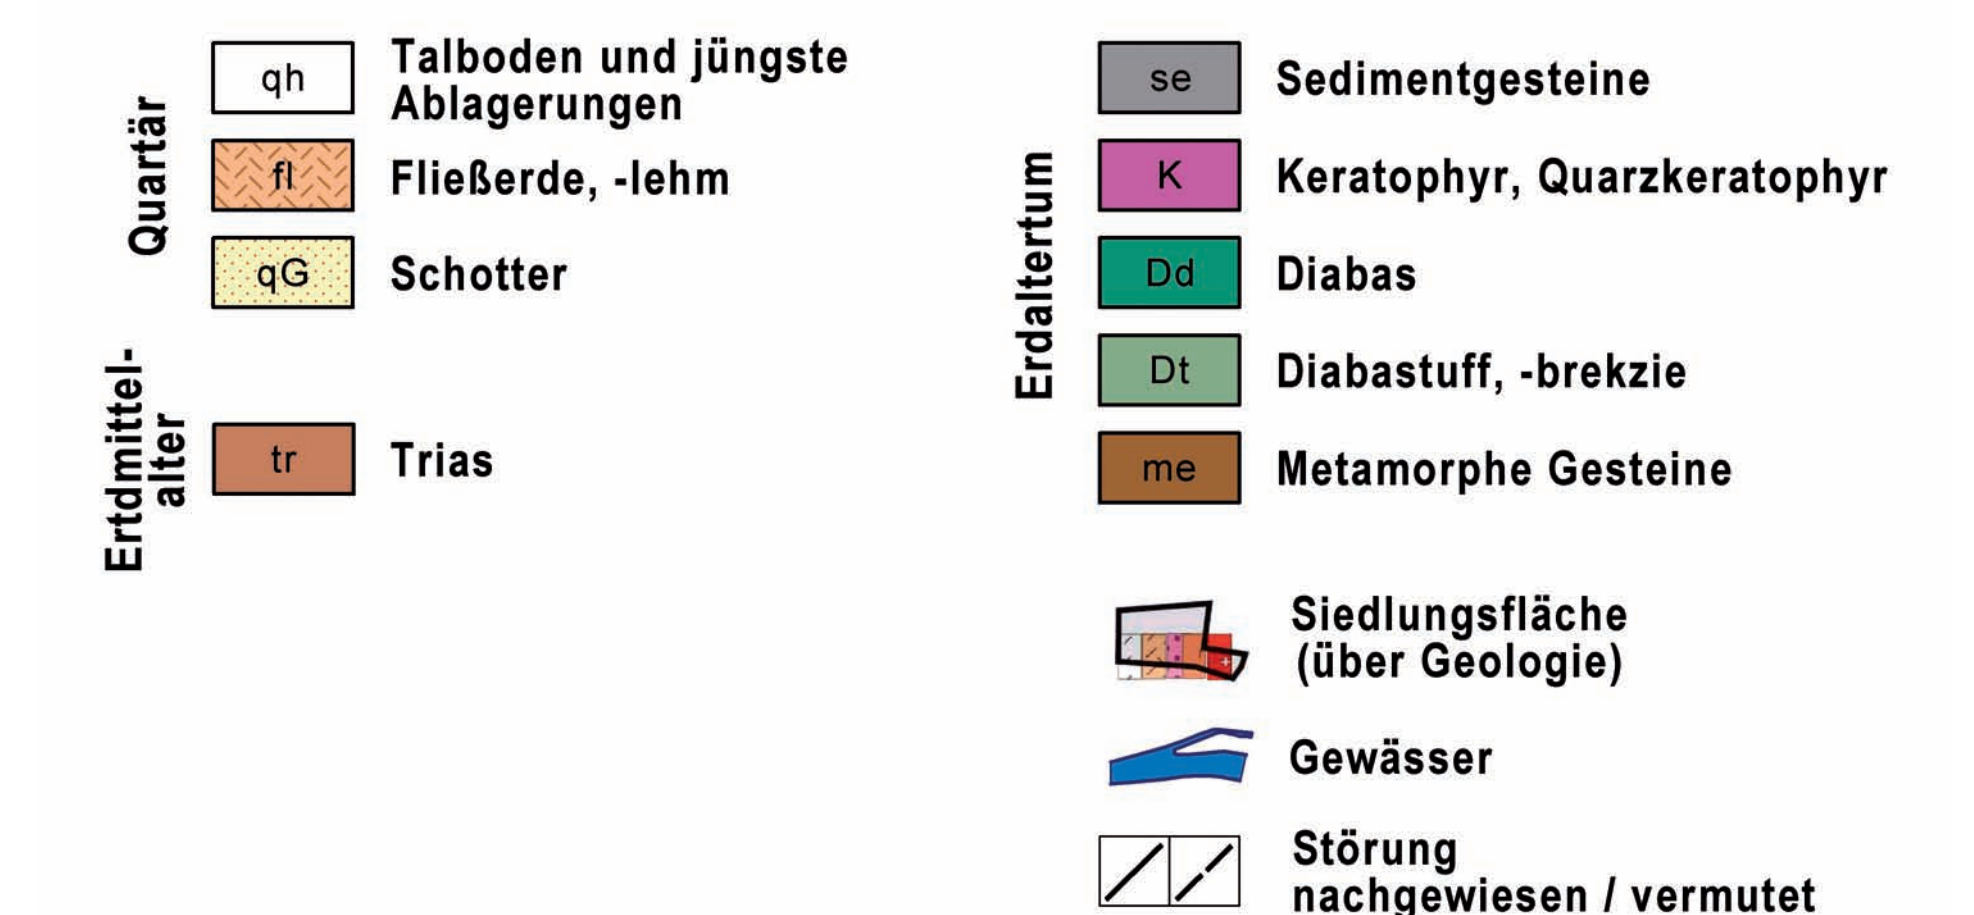 Quartär
qh
Talboden und jüngste
Ablagerungen
fl
Fließerde, -lehm
qG
Schotter
Ertdmittel-
alter
tr
Trias
Erdaltertum
se
Sedimentgesteine
K
Keratophyr, Quarzkeratophyr
Dd
Diabas
Dt
Diabastuff, -brekzie
me
Metamorphe Gesteine
Siedlungsfläche
(über Geologie)
Gewässer
Störung
nachgewiesen / vermutet